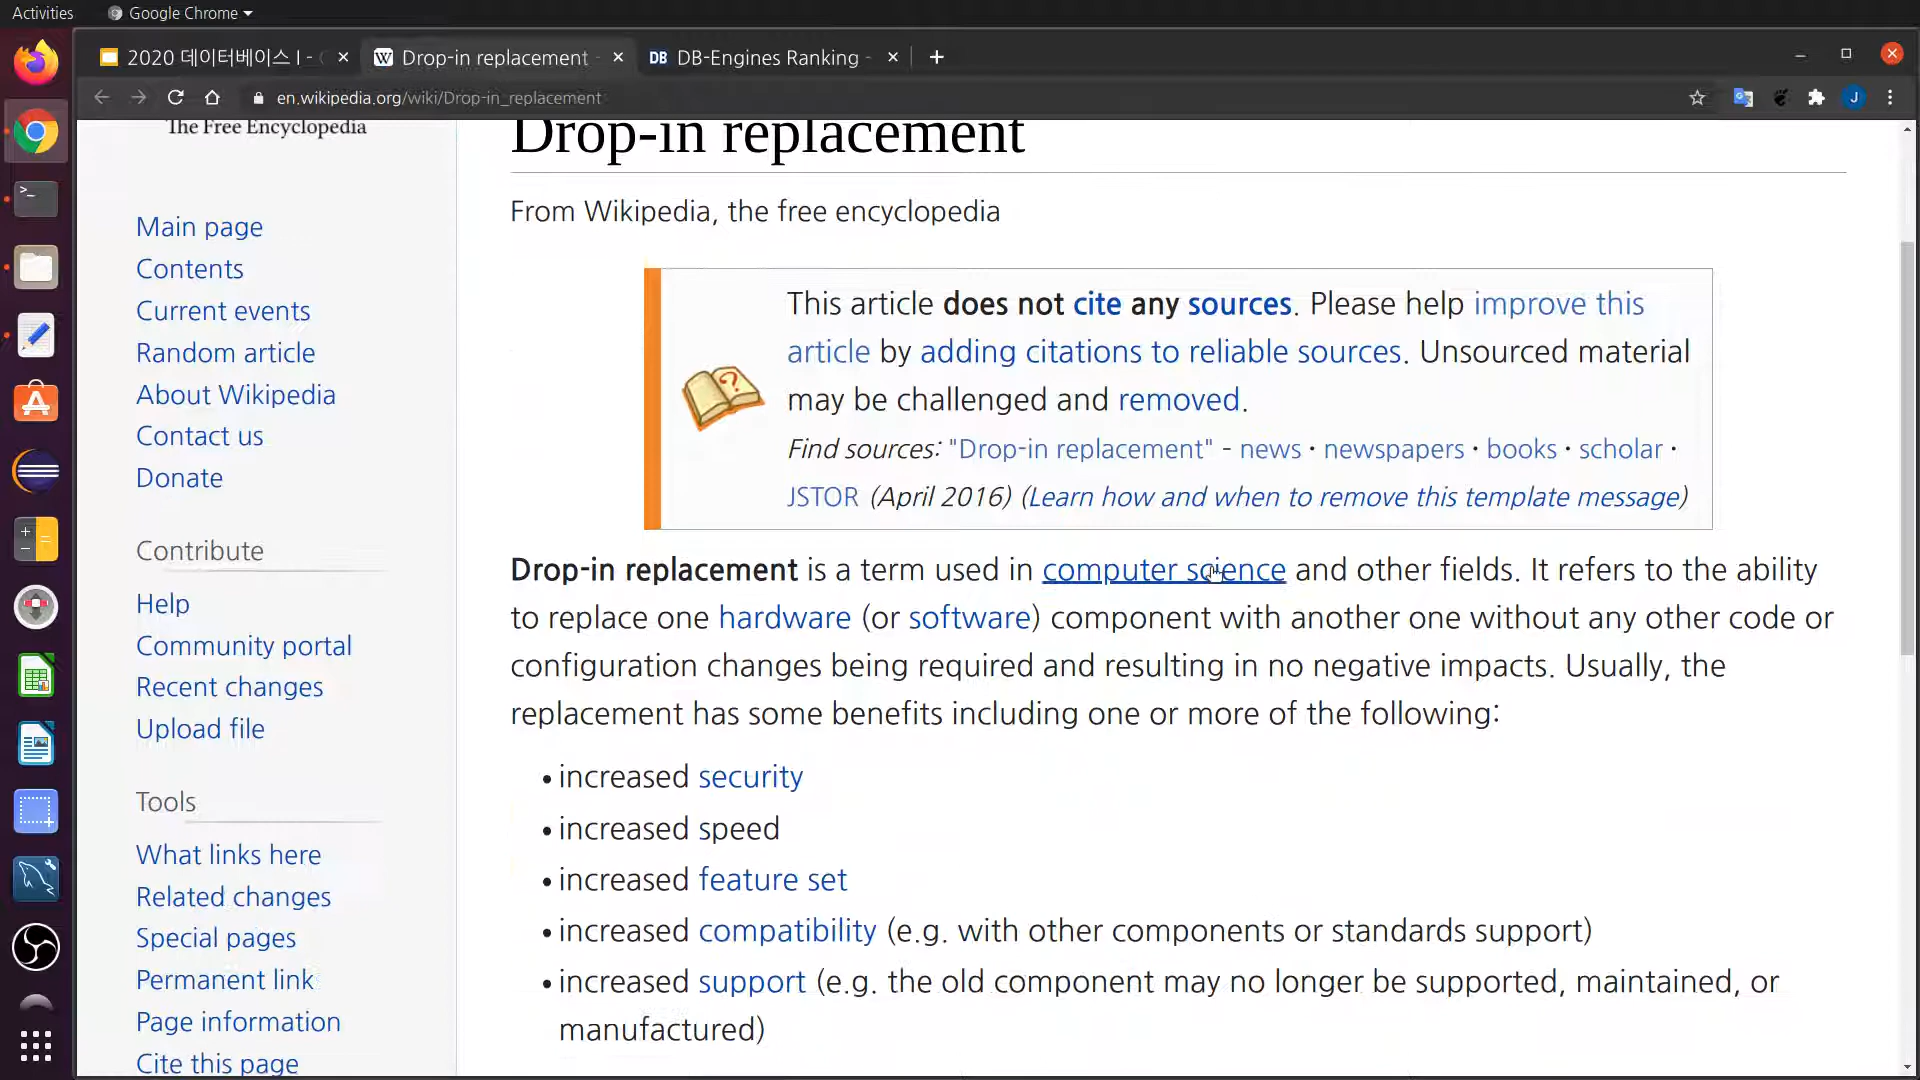 Activities
Google Chrome
2020 데이터베이스 I -
Drop-in replacement -
DB DB-Engines Ranking -
en.wikipedia.org/wiki/Drop-in_replacement
J
The Free Encyclopedia
Main page
Contents
Current events
Random article
About Wikipedia
Contact us
Donate
Contribute
Help
Community portal
Recent changes
Upload file
Tools
What links here
Related changes
Special pages
Permanent link
Page information
Cite this page
Drop-in replacement
From Wikipedia, the free encyclopedia
This article does not cite any sources. Please help improve this
article by adding citations to reliable sources. Unsourced material
may be challenged and removed.
Find sources: "Drop-in replacement" - news · newspapers · books · scholar ·
JSTOR (April 2016) (Learn how and when to remove this template message)
Drop-in replacement is a term used in computer science and other fields. It refers to the ability
to replace one hardware (or software) component with another one without any other code or
configuration changes being required and resulting in no negative impacts. Usually, the
replacement has some benefits including one or more of the following:
• increased security
• increased speed
• increased feature set
• increased compatibility (e.g. with other components or standards support)
• increased support (e.g. the old component may no longer be supported, maintained, or
manufactured)